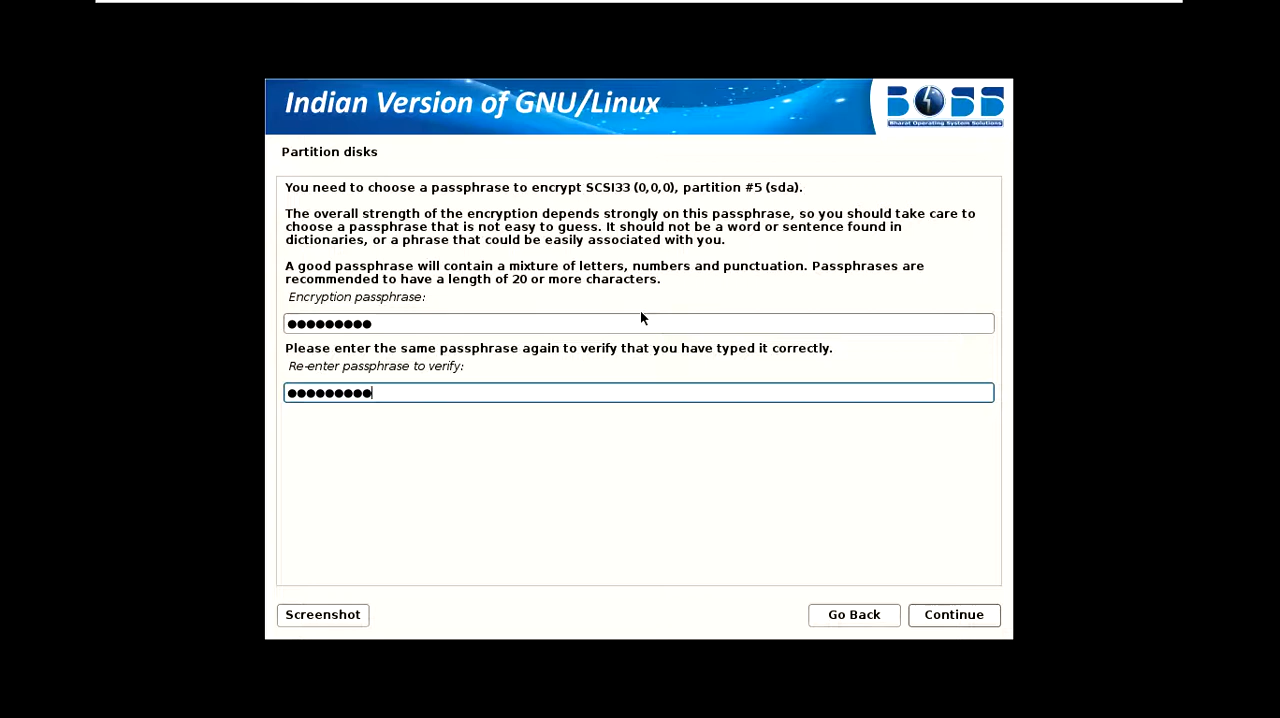 Indian Version of GNU/Linux
BOSS
Bharat Operating System Solutions
Partition disks
You need to choose a passphrase to encrypt SCSI33 (0,0,0), partition #5 (sda).
The overall strength of the encryption depends strongly on this passphrase, so you should take care to
choose a passphrase that is not easy to guess. It should not be a word or sentence found in
dictionaries, or a phrase that could be easily associated with you.
A good passphrase will contain a mixture of letters, numbers and punctuation. Passphrases are
recommended to have a length of 20 or more characters.
Encryption passphrase:
●●●●●●●●●
Please enter the same passphrase again to verify that you have typed it correctly.
Re-enter passphrase to verify:
●●●●●●●●●
Screenshot
Go Back
Continue